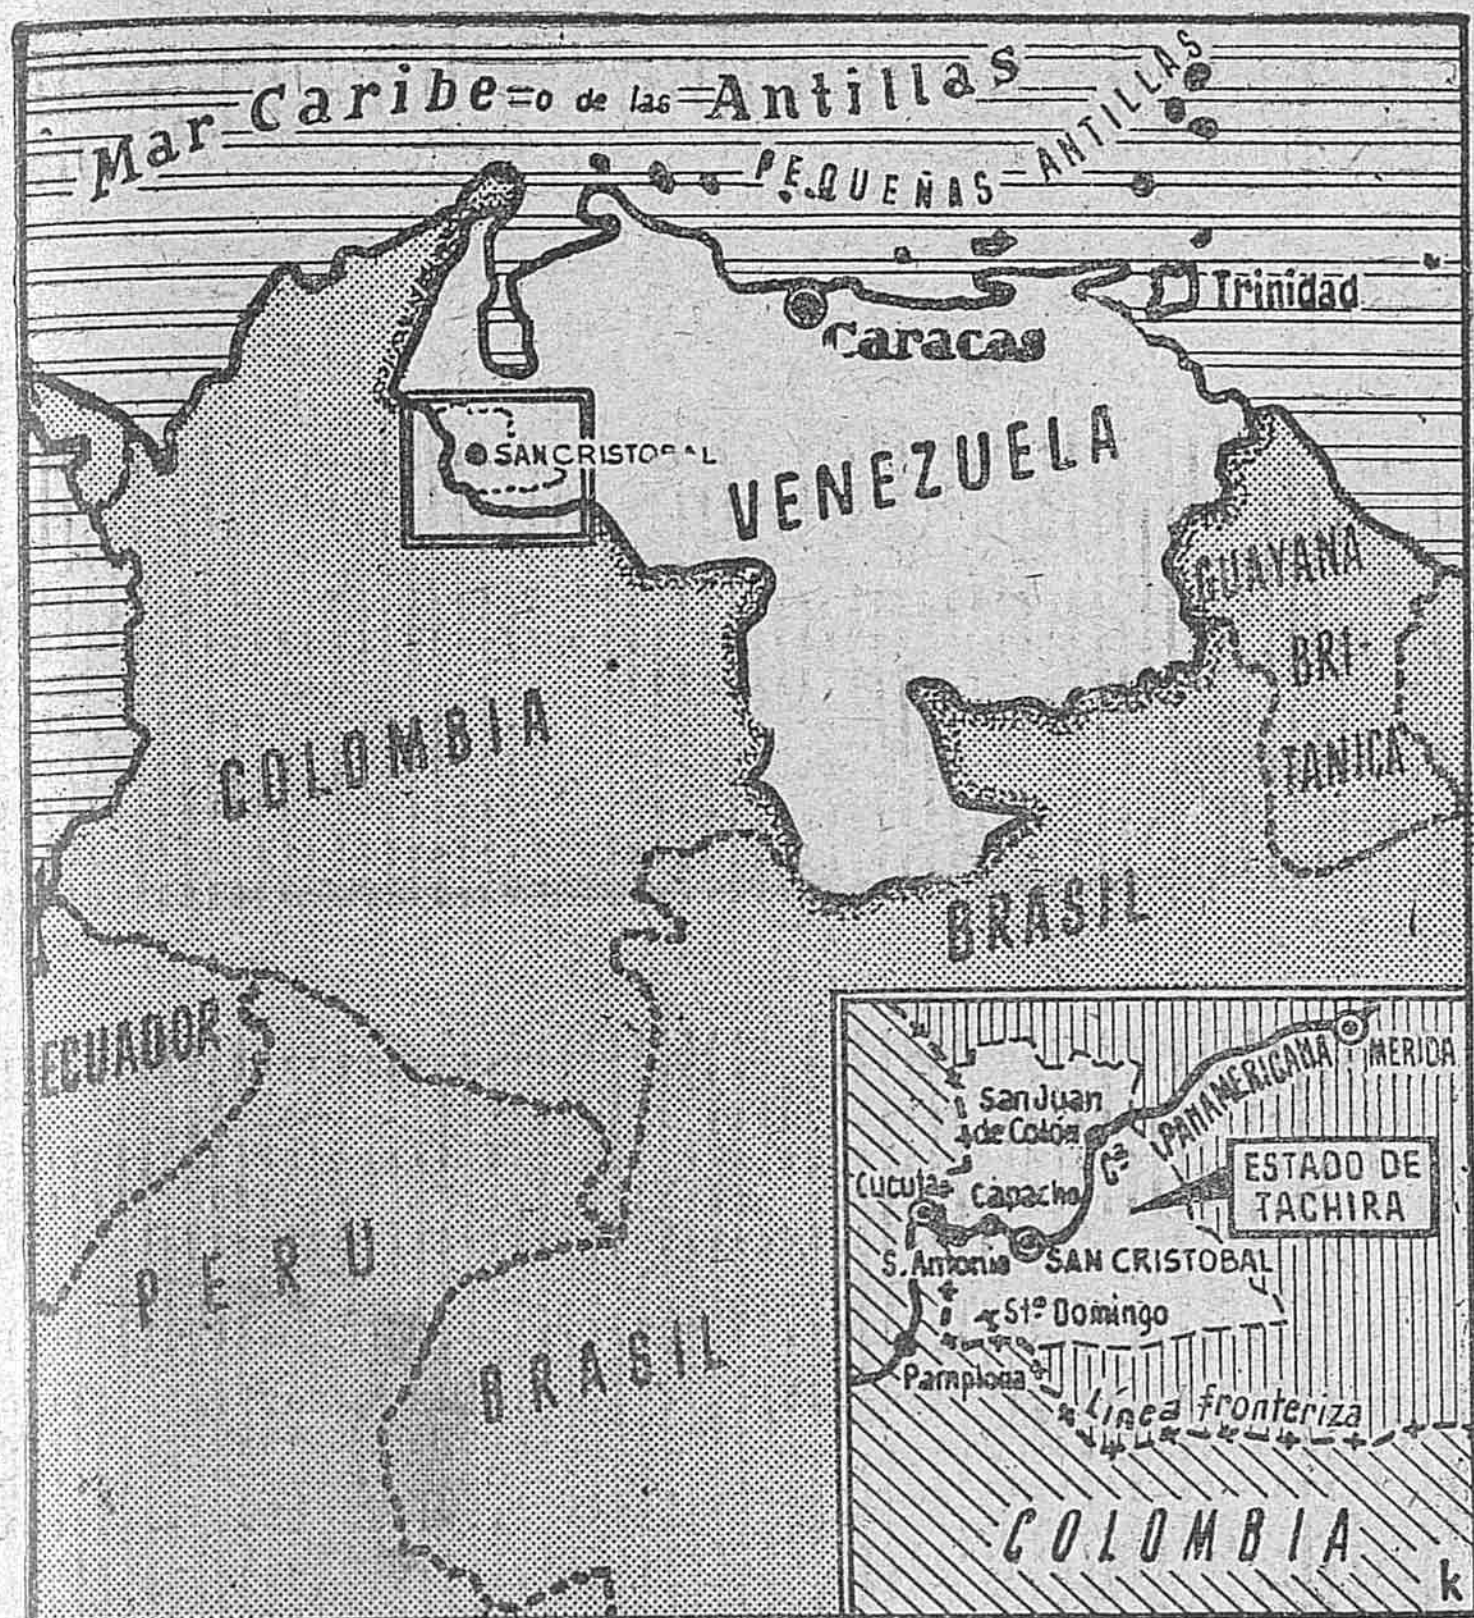 Mar Caribe o de las Antillas
PEQUEÑAS ANTILLAS
Trinidad
Caracas
SAN CRISTOBAL
VENEZUELA
GUAYANA
BRI-
TANICA
COLOMBIA
BRASIL
ECUADOR
PERU
BRASIL
MERIDA
Cª PANAMERICANA
San Juan
de Colón
ESTADO DE
TACHIRA
Cucuta
Capacho
S. Antonio
SAN CRISTOBAL
Stº Domingo
Pamplona
Línea fronteriza
COLOMBIA
k